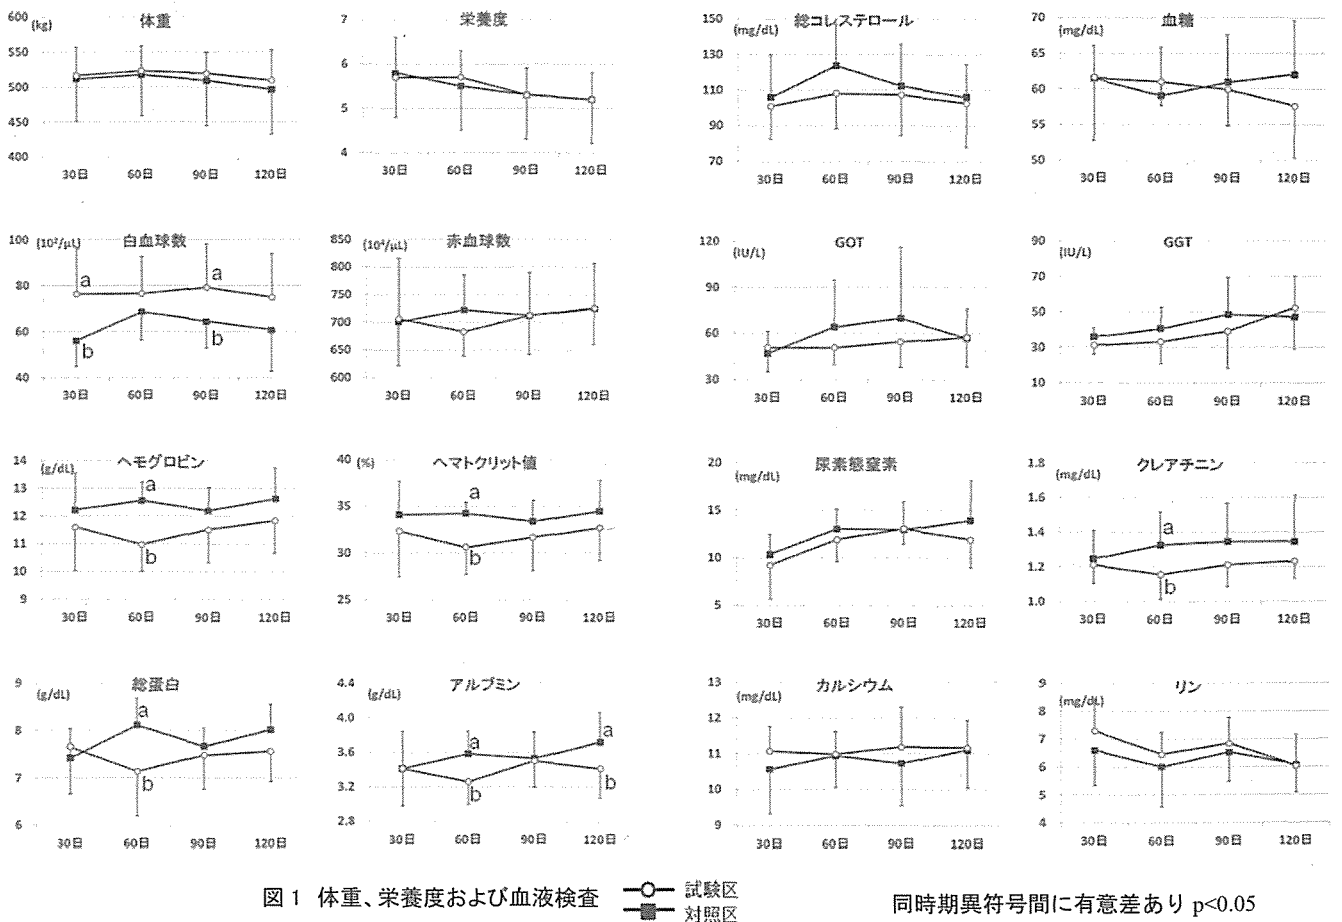 体重
(kg)
600
550
500
450
400
30日 60日 90日 120日
栄養度
7
6
5
4
30日 60日 90日 120日
総コレステロール
(mg/dL)
150
130
110
90
70
30日 60日 90日 120日
血糖
(mg/dL)
70
65
60
55
50
30日 60日 90日 120日
白血球数
(10²/μL)
100
80
60
40
a
a
b
b
30日 60日 90日 120日
赤血球数
(10⁴/μL)
850
800
750
700
650
600
30日 60日 90日 120日
GOT
(IU/L)
120
90
60
30
30日 60日 90日 120日
GGT
(IU/L)
90
70
50
30
10
30日 60日 90日 120日
ヘモグロビン
(g/dL)
14
13
12
11
10
9
a
b
30日 60日 90日 120日
ヘマトクリット値
(%)
40
35
30
25
a
b
30日 60日 90日 120日
尿素態窒素
(mg/dL)
20
15
10
5
30日 60日 90日 120日
クレアチニン
(mg/dL)
1.8
1.6
1.4
1.2
1.0
a
b
30日 60日 90日 120日
総蛋白
(g/dL)
9
8
7
6
a
b
30日 60日 90日 120日
アルブミン
(g/dL)
4.4
4.0
3.6
3.2
2.8
a
a
b
b
30日 60日 90日 120日
カルシウム
(mg/dL)
13
12
11
10
9
30日 60日 90日 120日
リン
(mg/dL)
9
8
7
6
5
4
30日 60日 90日 120日
図1 体重、栄養度および血液検査
試験区
対照区
同時期異符号間に有意差あり p<0.05